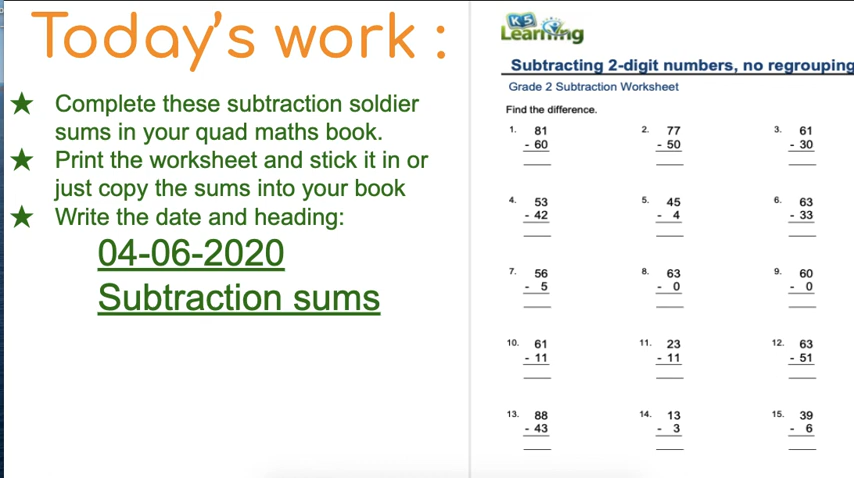 Today's work :
★ Complete these subtraction soldier
sums in your quad maths book.
★ Print the worksheet and stick it in or
just copy the sums into your book
★ Write the date and heading:
04-06-2020
Subtraction sums
K5
Learning
Subtracting 2-digit numbers, no regrouping
Grade 2 Subtraction Worksheet
Find the difference.
1. 81 2. 77 3. 61
- 60 - 50 - 30
4. 53 5. 45 6. 63
- 42 - 4 - 33
7. 56 8. 63 9. 60
- 5 - 0 - 0
10. 61 11. 23 12. 63
- 11 - 11 - 51
13. 88 14. 13 15. 39
- 43 - 3 - 6